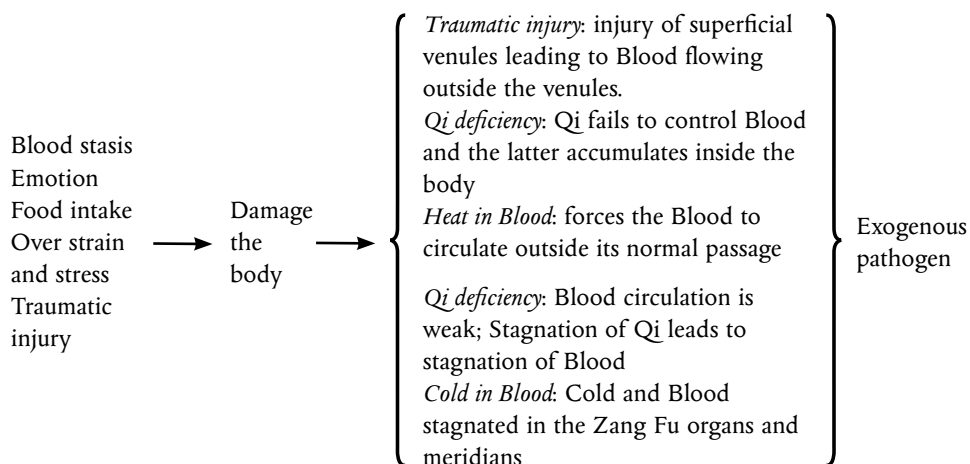 Blood stasis
Emotion
Food intake
Over strain
and stress
Traumatic
injury
Damage
the
body
Traumatic injury: injury of superficial
venules leading to Blood flowing
outside the venules.
Qi deficiency: Qi fails to control Blood
and the latter accumulates inside the
body
Heat in Blood: forces the Blood to
circulate outside its normal passage
Qi deficiency: Blood circulation is
weak; Stagnation of Qi leads to
stagnation of Blood
Cold in Blood: Cold and Blood
stagnated in the Zang Fu organs and
meridians
Exogenous
pathogen